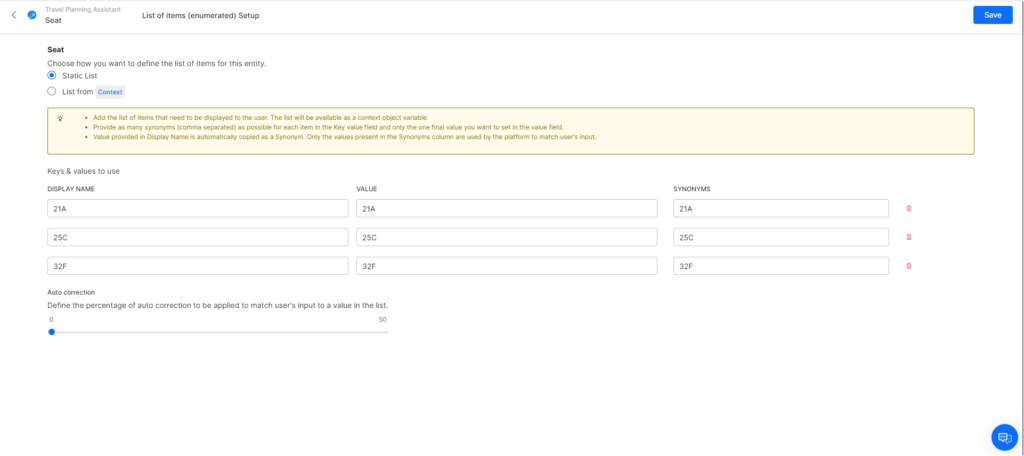 Travel Planning Assistant
Seat
List of items (enumerated) Setup
Save
Seat
Choose how you want to define the list of items for this entity.
Static List
List from Context
Add the list of items that need to be displayed to the user. The list will be available as a context object variable.
Provide as many synonyms (comma separated) as possible for each item in the Key value field and only the one final value you want to set in the value field.
Value provided in Display Name is automatically copied as a Synonym. Only the values present in the Synonyms column are used by the platform to match user's input.
Keys & values to use
DISPLAY NAME VALUE SYNONYMS
21A 21A 21A
25C 25C 25C
32F 32F 32F
Auto correction
Define the percentage of auto correction to be applied to match user's input to a value in the list.
0 50